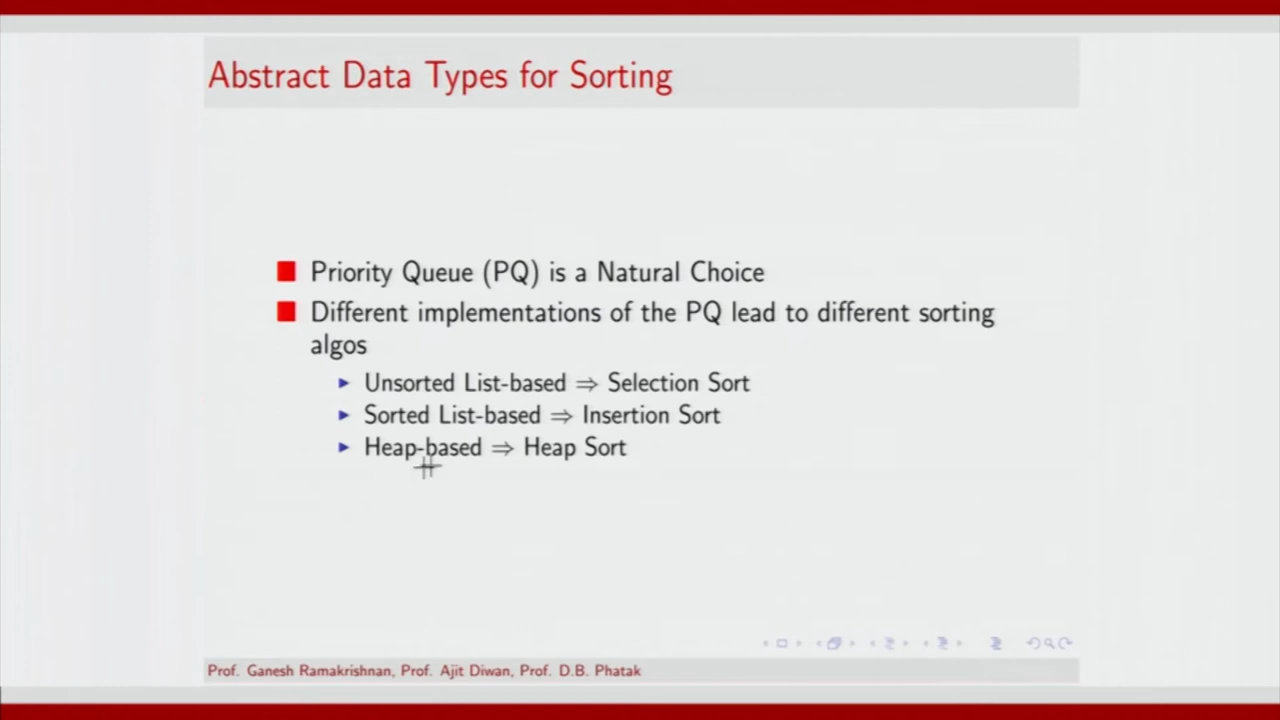 Abstract Data Types for Sorting
Priority Queue (PQ) is a Natural Choice
Different implementations of the PQ lead to different sorting
algos
Unsorted List-based ⇒ Selection Sort
Sorted List-based ⇒ Insertion Sort
Heap-based ⇒ Heap Sort
Prof. Ganesh Ramakrishnan, Prof. Ajit Diwan, Prof. D.B. Phatak